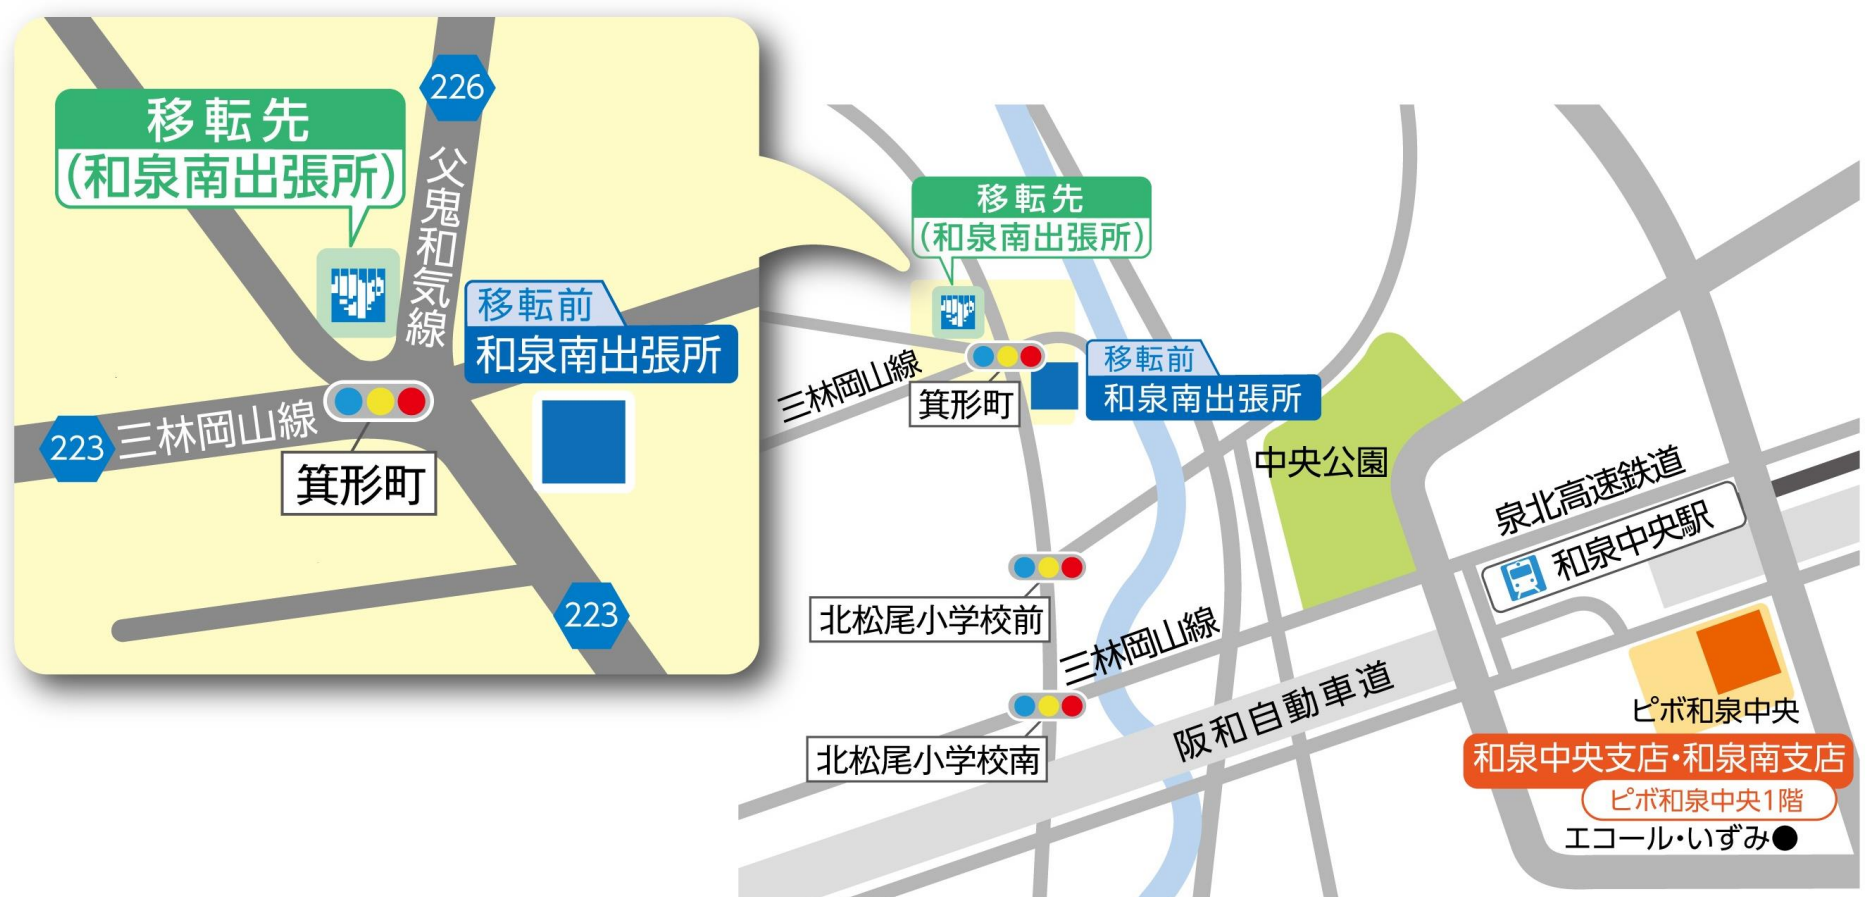 226
移転先
(和泉南出張所)
父鬼和気線
移転前
和泉南出張所
223
三林岡山線
箕形町
223
移転先
(和泉南出張所)
三林岡山線
箕形町
移転前
和泉南出張所
中央公園
泉北高速鉄道
和泉中央駅
北松尾小学校前
三林岡山線
北松尾小学校南
阪和自動車道
ピボ和泉中央
和泉中央支店・和泉南支店
ピボ和泉中央1階
エコール・いずみ●